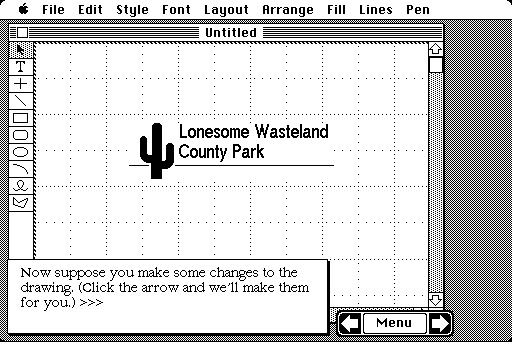 File Edit Style Font Layout Arrange Fill Lines Pen
Untitled
T
Lonesome Wasteland
County Park
Now suppose you make some changes to the
drawing. (Click the arrow and we'll make them
for you.) >>>
Menu